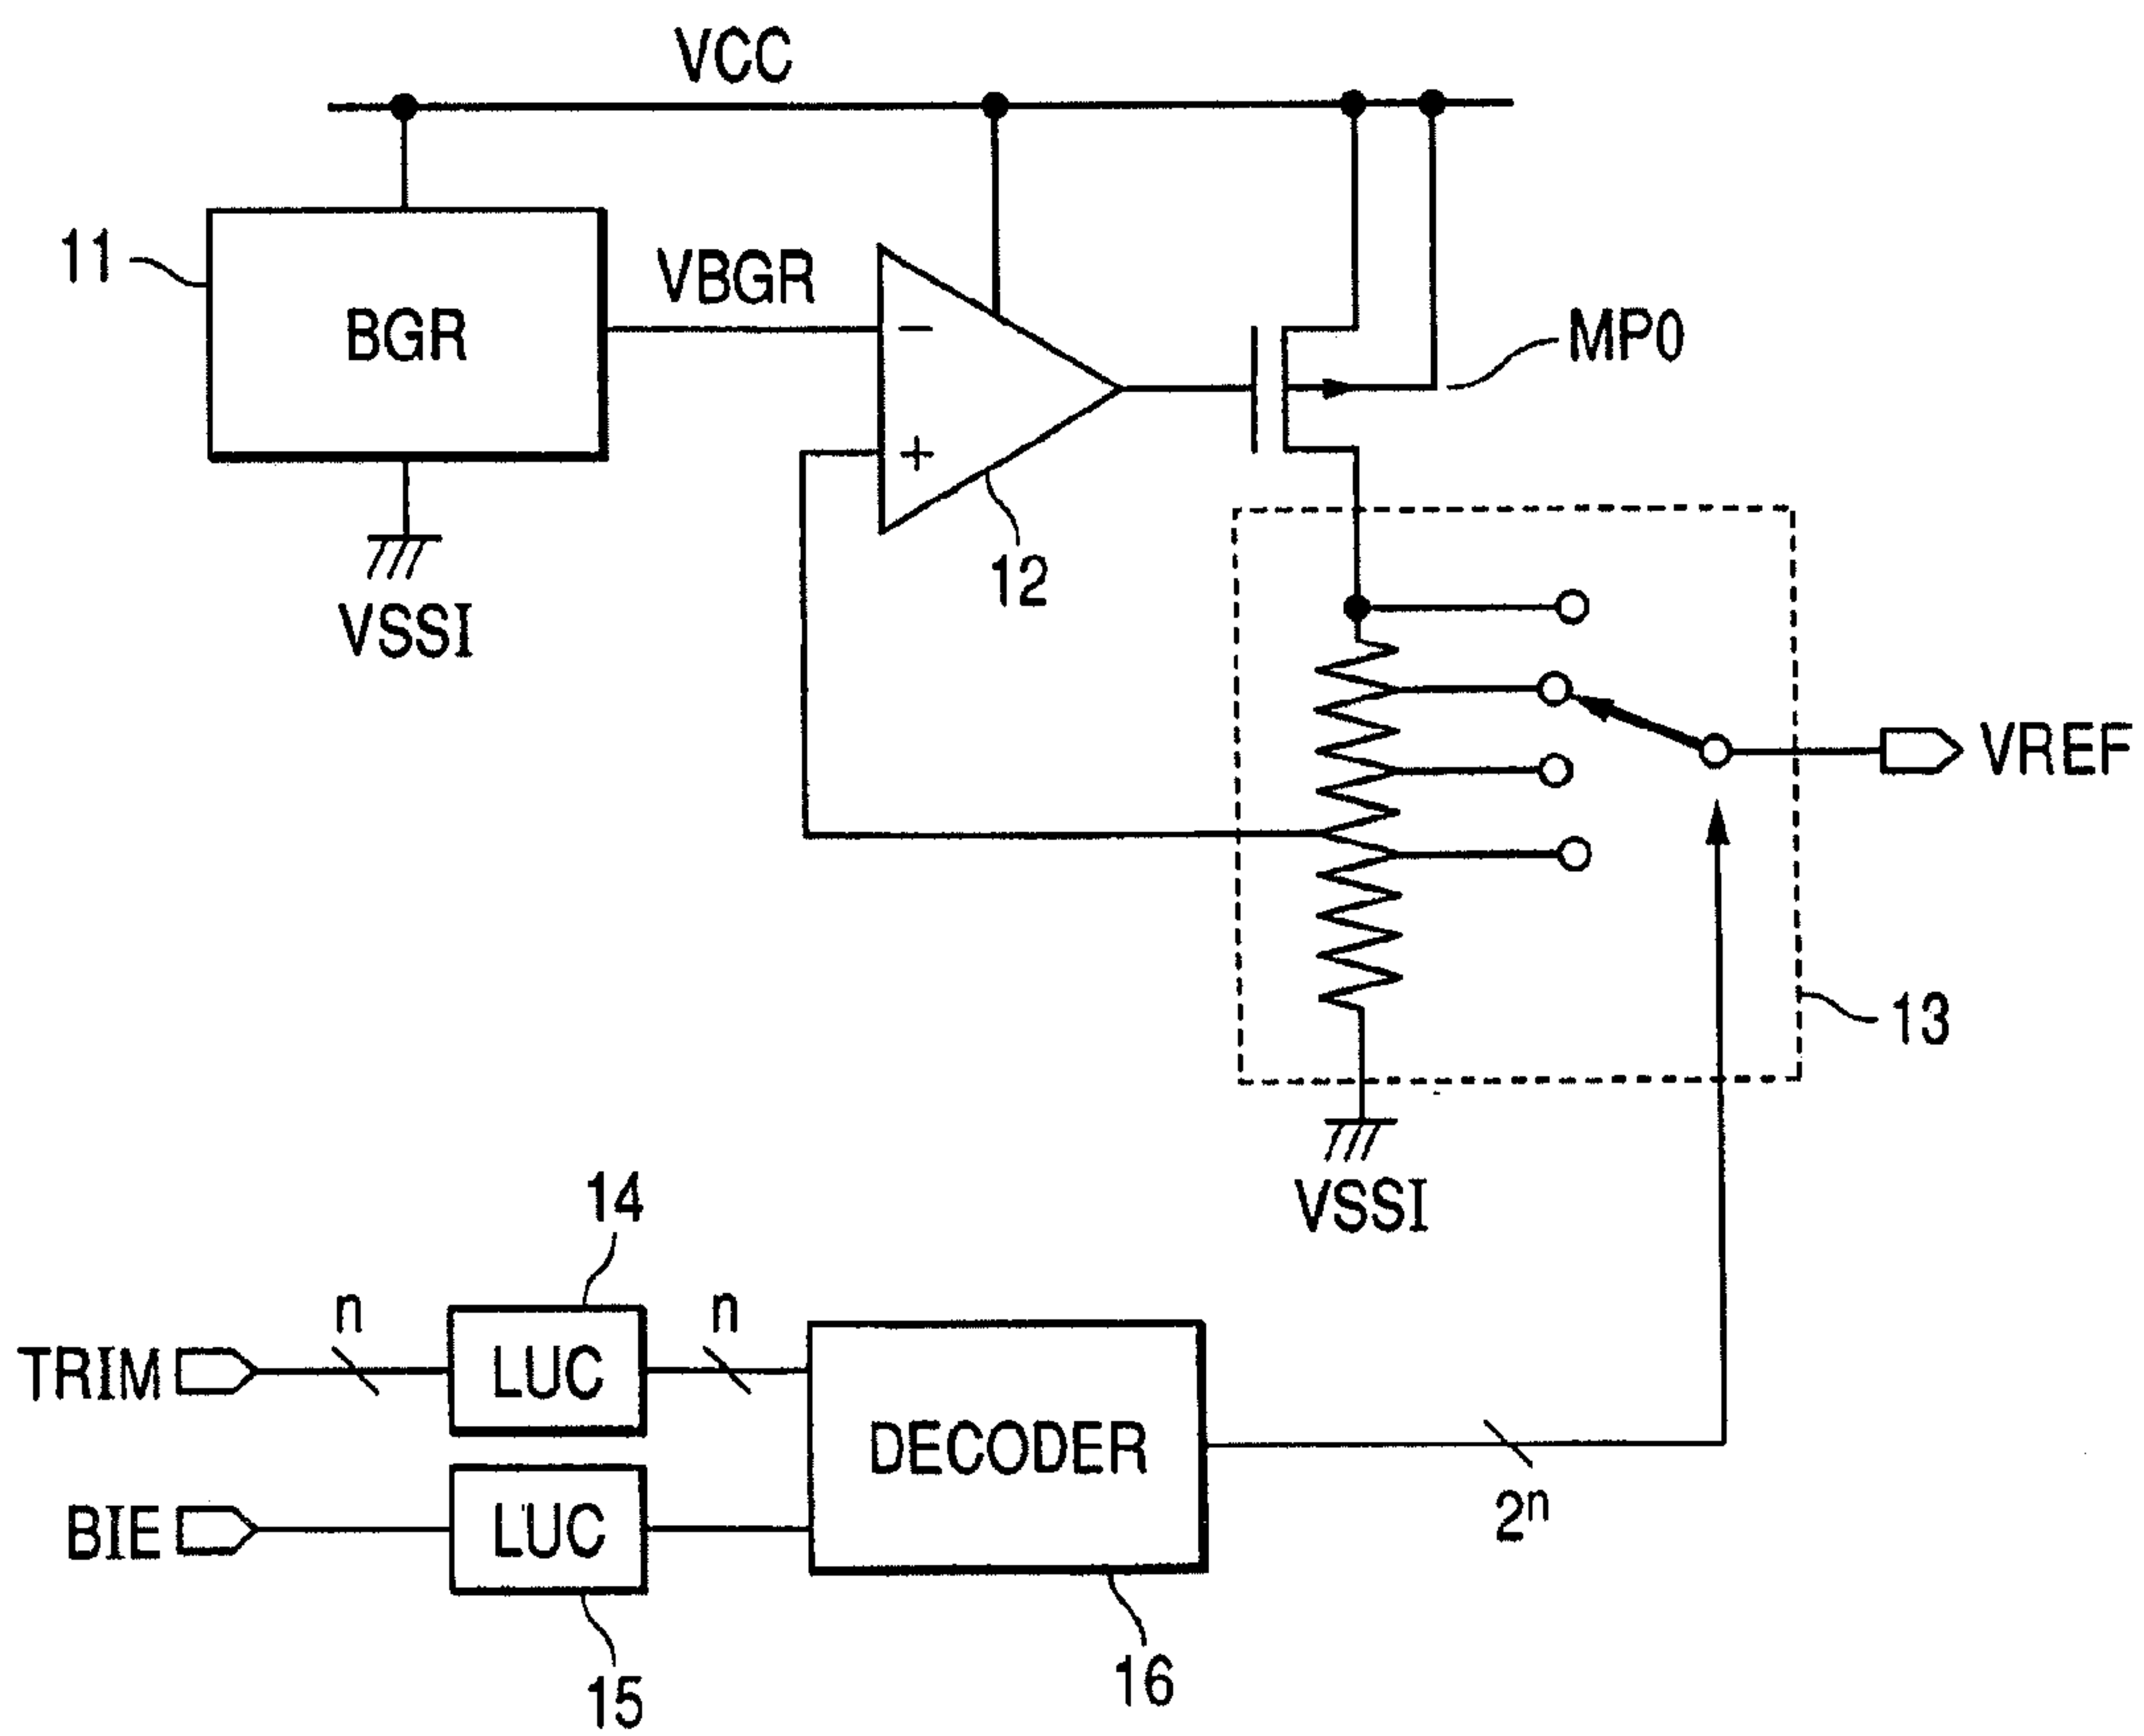 VCC
11
BGR
VBGR
−
+
12
MP0
VSSI
VREF
13
VSSI
14
TRIM
n
LUC
n
DECODER
2ⁿ
BIE
LUC
15
16